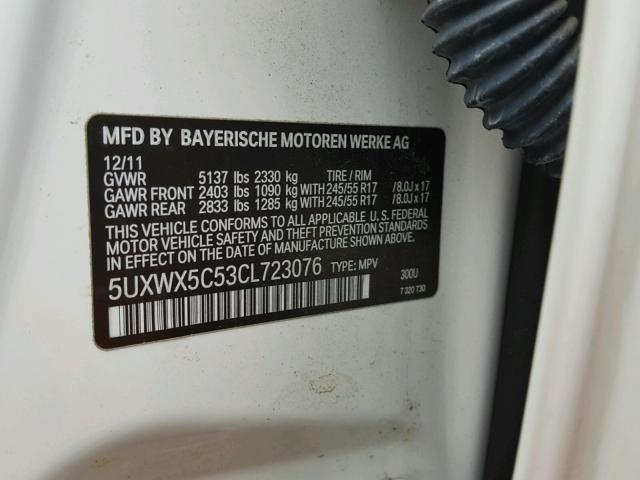 MFD BY BAYERISCHE MOTOREN WERKE AG
12/11
GVWR 5137 lbs 2330 kg TIRE / RIM
GAWR FRONT 2403 lbs 1090 kg WITH 245/55 R17 /8.0J x 17
GAWR REAR 2833 lbs 1285 kg WITH 245/55 R17 /8.0J x 17
THIS VEHICLE CONFORMS TO ALL APPLICABLE U. S. FEDERAL
MOTOR VEHICLE SAFETY STANDARDS IN EFFECT ON THE
DATE OF MANUFACTURE SHOWN ABOVE.
5UXWX5C53CL723076 TYPE: MPV 300U
7 320 730